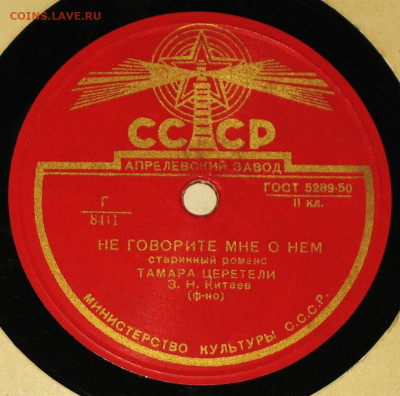 COINS.LAVE.RU
СССР
АПРЕЛЕВСКИЙ ЗАВОД
ГОСТ 5289-50
II кл.
Г
8411
НЕ ГОВОРИТЕ МНЕ О НЕМ
старинный романс
ТАМАРА ЦЕРЕТЕЛИ
З. Н. Китаев
(ф-но)
МИНИСТЕРСТВО КУЛЬТУРЫ С.С.С.Р.